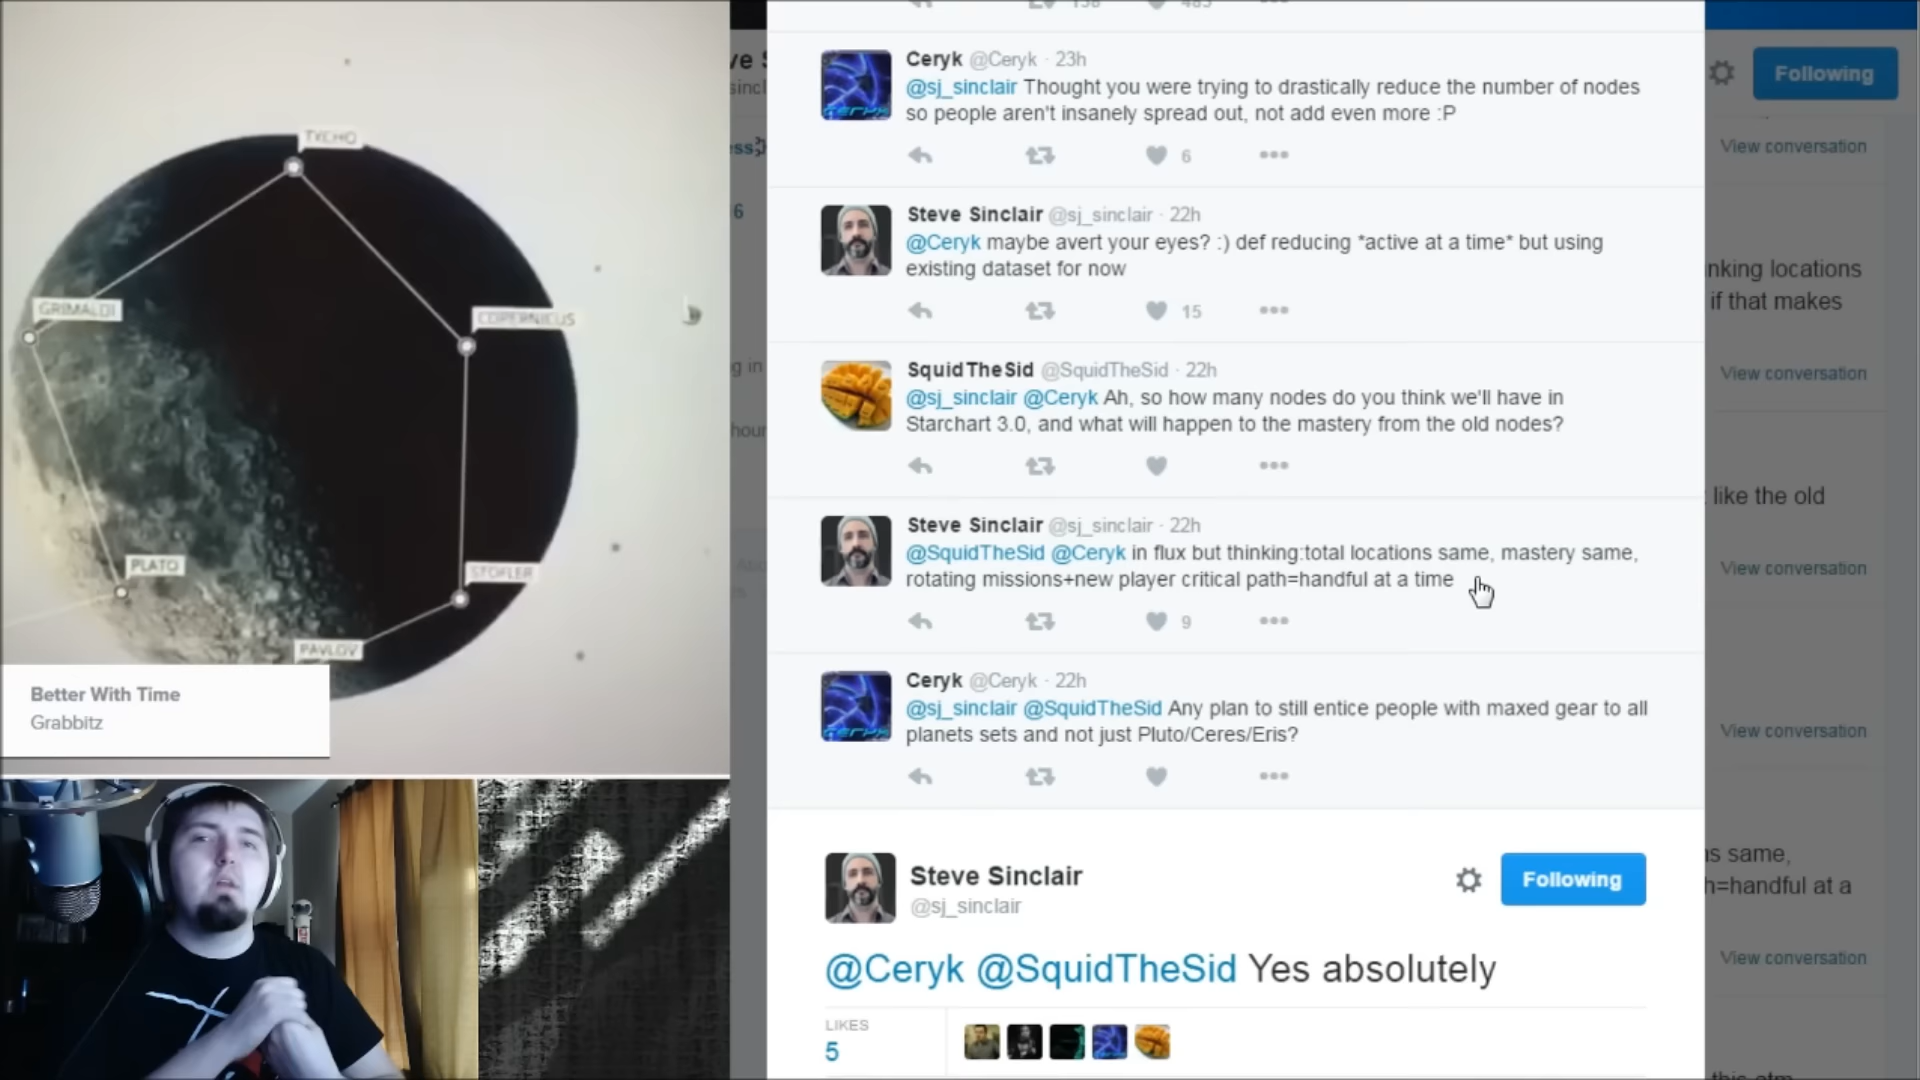 TYCHO
GRIMALDI
COPERNICUS
PLATO
STOFLER
PAVLOV
Better With Time
Grabbitz
158
485
Ceryk @Ceryk · 23h
@sj_sinclair Thought you were trying to drastically reduce the number of nodes
so people aren't insanely spread out, not add even more :P
6
Steve Sinclair @sj_sinclair · 22h
@Ceryk maybe avert your eyes? :) def reducing *active at a time* but using
existing dataset for now
15
SquidTheSid @SquidTheSid · 22h
@sj_sinclair @Ceryk Ah, so how many nodes do you think we'll have in
Starchart 3.0, and what will happen to the mastery from the old nodes?
Steve Sinclair @sj_sinclair · 22h
@SquidTheSid @Ceryk in flux but thinking:total locations same, mastery same,
rotating missions+new player critical path=handful at a time
9
Ceryk @Ceryk · 22h
@sj_sinclair @SquidTheSid Any plan to still entice people with maxed gear to all
planets sets and not just Pluto/Ceres/Eris?
Steve Sinclair
@sj_sinclair
Following
@Ceryk @SquidTheSid Yes absolutely
LIKES
5
Following
View conversation
nking locations
if that makes
View conversation
like the old
View conversation
View conversation
s same,
h=handful at a
View conversation